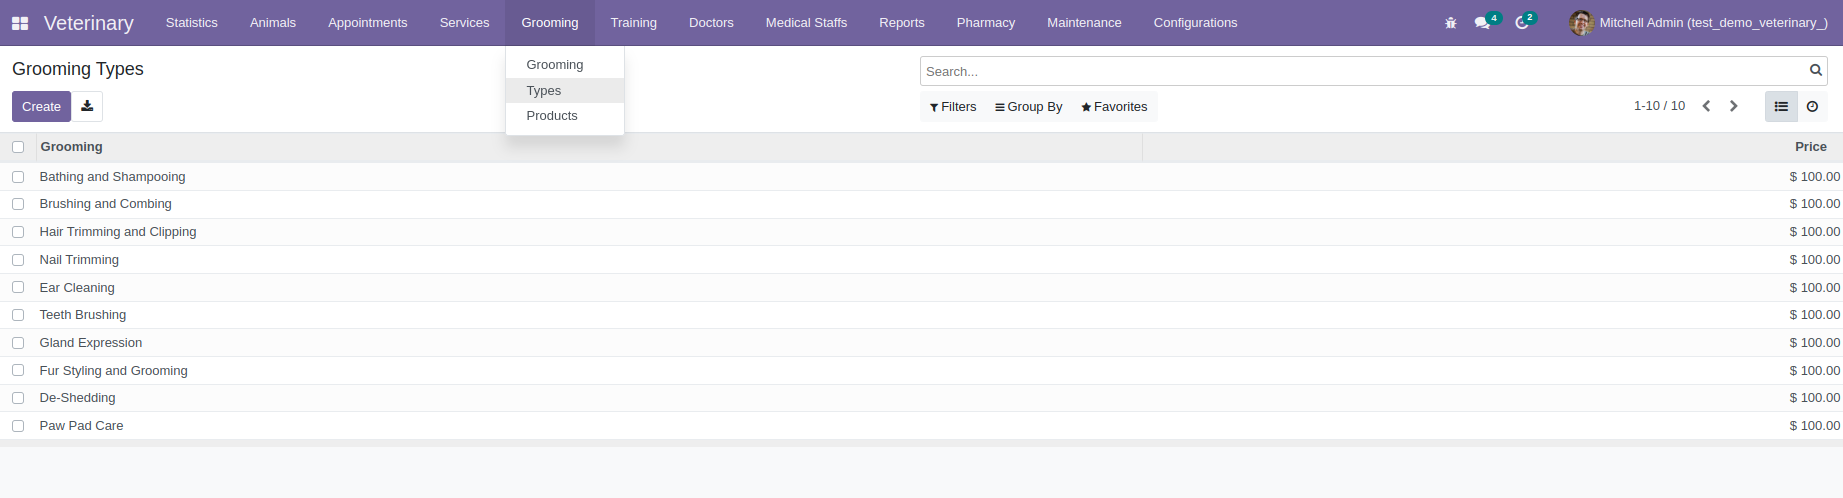 Veterinary Statistics Animals Appointments Services Grooming Training Doctors Medical Staffs Reports Pharmacy Maintenance Configurations 4 2 Mitchell Admin (test_demo_veterinary_)
Grooming
Types
Products
Grooming Types
Search...
Create
Filters Group By Favorites 1-10 / 10
Grooming Price
Bathing and Shampooing $ 100.00
Brushing and Combing $ 100.00
Hair Trimming and Clipping $ 100.00
Nail Trimming $ 100.00
Ear Cleaning $ 100.00
Teeth Brushing $ 100.00
Gland Expression $ 100.00
Fur Styling and Grooming $ 100.00
De-Shedding $ 100.00
Paw Pad Care $ 100.00